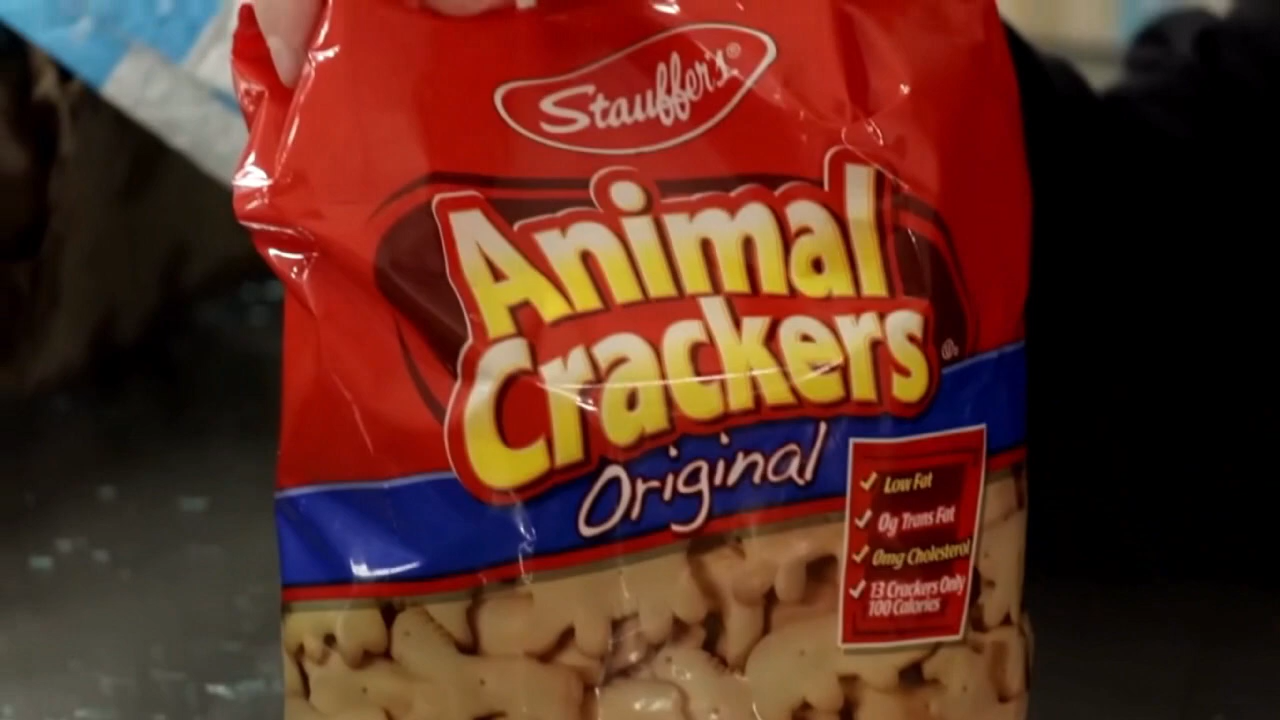 Stauffer's®
Animal
Crackers
Original
✓ Low Fat
✓ 0g Trans Fat
✓ 0mg Cholesterol
✓ 13 Crackers Only
100 Calories